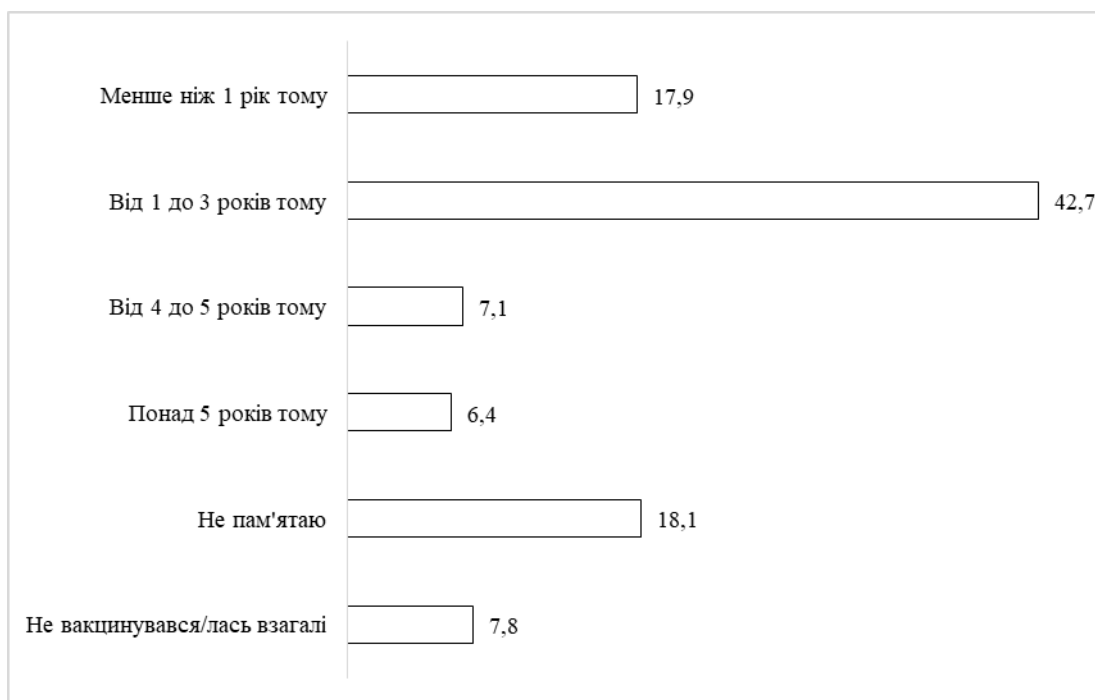 Менше ніж 1 рік тому 17,9
Від 1 до 3 років тому 42,7
Від 4 до 5 років тому 7,1
Понад 5 років тому 6,4
Не пам'ятаю 18,1
Не вакцинувався/лась взагалі 7,8